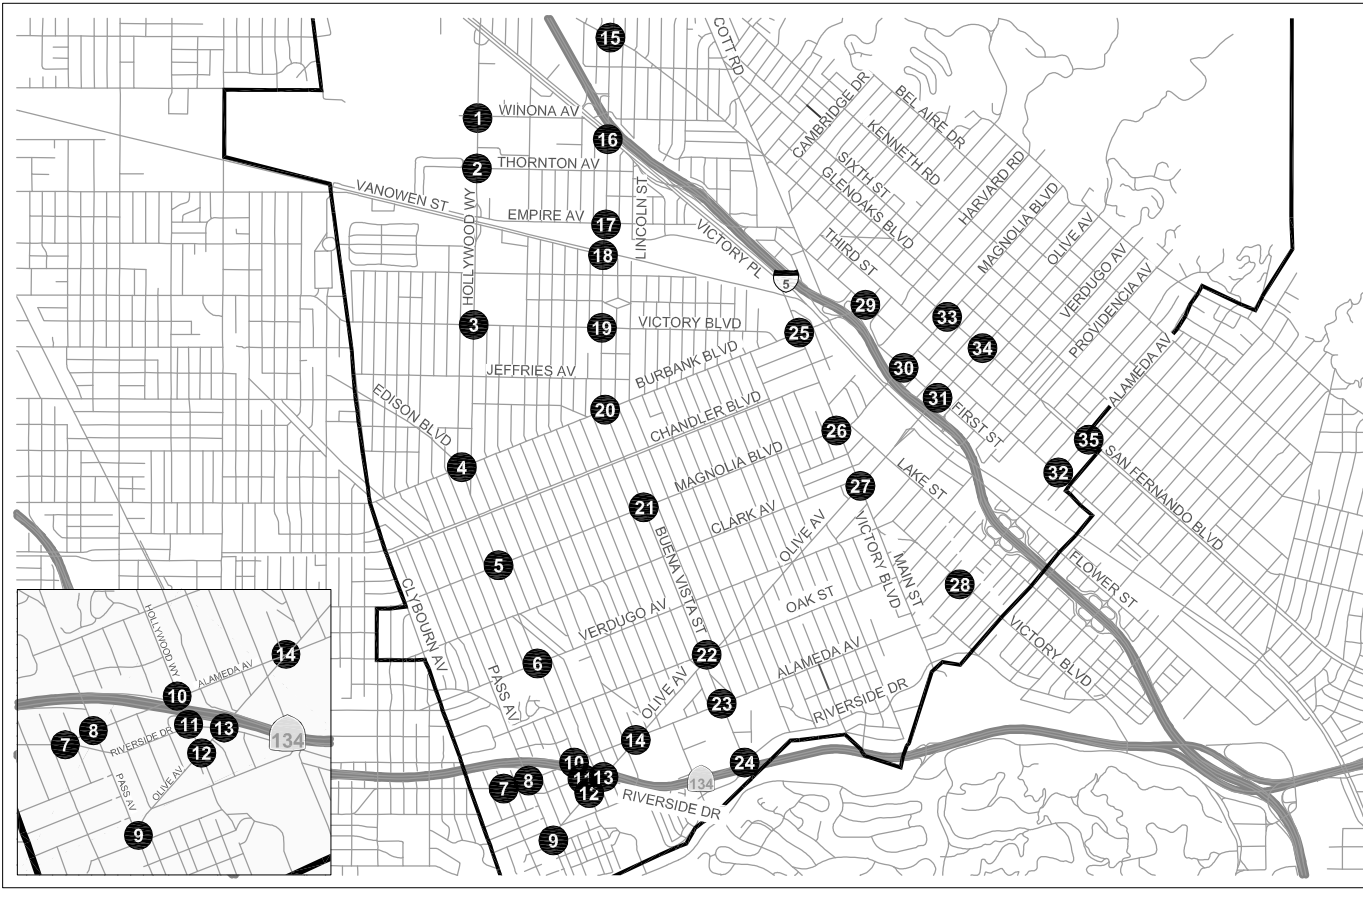 15
SCOTT RD
1
WINONA AV
CAMBRIDGE DR
BEL AIRE DR
16
KENNETH RD
2
THORNTON AV
SIXTH ST
HARVARD RD
VANOWEN ST
HOLLYWOOD WY
LINCOLN ST
GLENOAKS BLVD
MAGNOLIA BLVD
EMPIRE AV
17
OLIVE AV
VICTORY PL
THIRD ST
18
VERDUGO AV
PROVIDENCIA AV
5
29
33
3
19
VICTORY BLVD
25
34
JEFFRIES AV
BURBANK BLVD
30
ALAMEDA AV
EDISON BLVD
20
CHANDLER BLVD
31
FIRST ST
26
35
4
MAGNOLIA BLVD
32
LAKE ST
27
SAN FERNANDO BLVD
21
CLARK AV
OLIVE AV
5
BUENA VISTA ST
VICTORY BLVD
MAIN ST
28
FLOWER ST
CLYBOURN AV
VERDUGO AV
OAK ST
VICTORY BLVD
6
22
ALAMEDA AV
PASS AV
OLIVE AV
23
RIVERSIDE DR
14
10
24
7
8
11
13
12
134
RIVERSIDE DR
9
HOLLYWOOD WY
14
ALAMEDA AV
10
11
13
8
7
RIVERSIDE DR
12
134
PASS AV
OLIVE AV
9